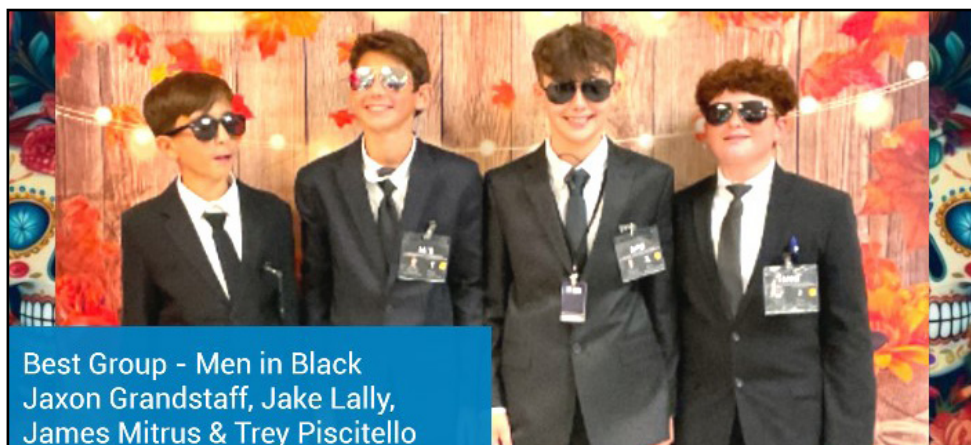 Best Group - Men in Black
Jaxon Grandstaff, Jake Lally,
James Mitrus & Trey Piscitello